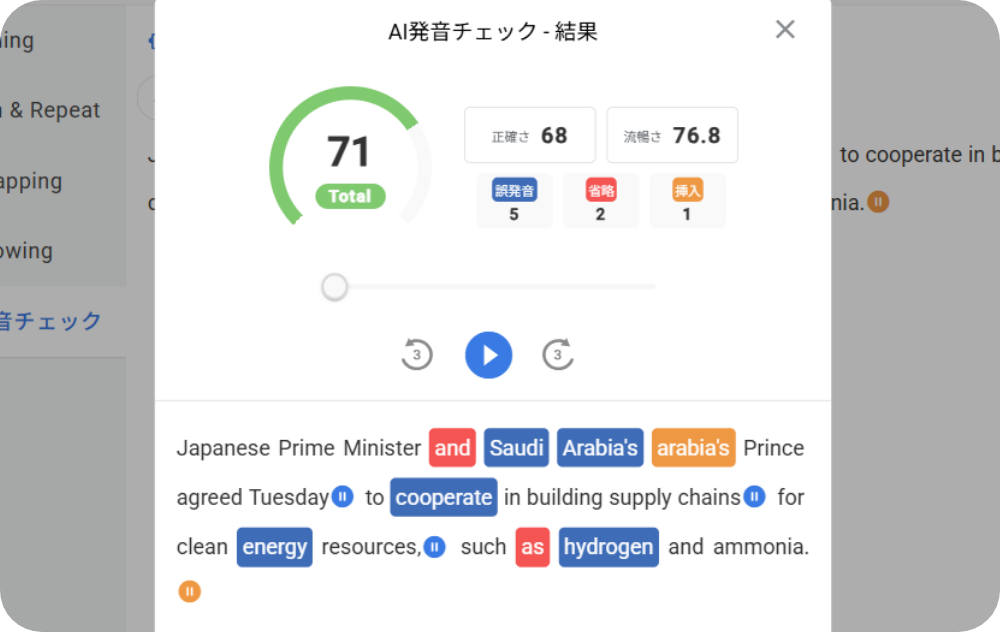 AI発音チェック - 結果
ing
& Repeat
apping
owing
音チェック
71
Total
正確さ 68
流暢さ 76.8
誤発音
5
省略
2
挿入
1
3
3
to cooperate in b
nia.
Japanese Prime Minister and Saudi Arabia's arabia's Prince
agreed Tuesday to cooperate in building supply chains for
clean energy resources, such as hydrogen and ammonia.